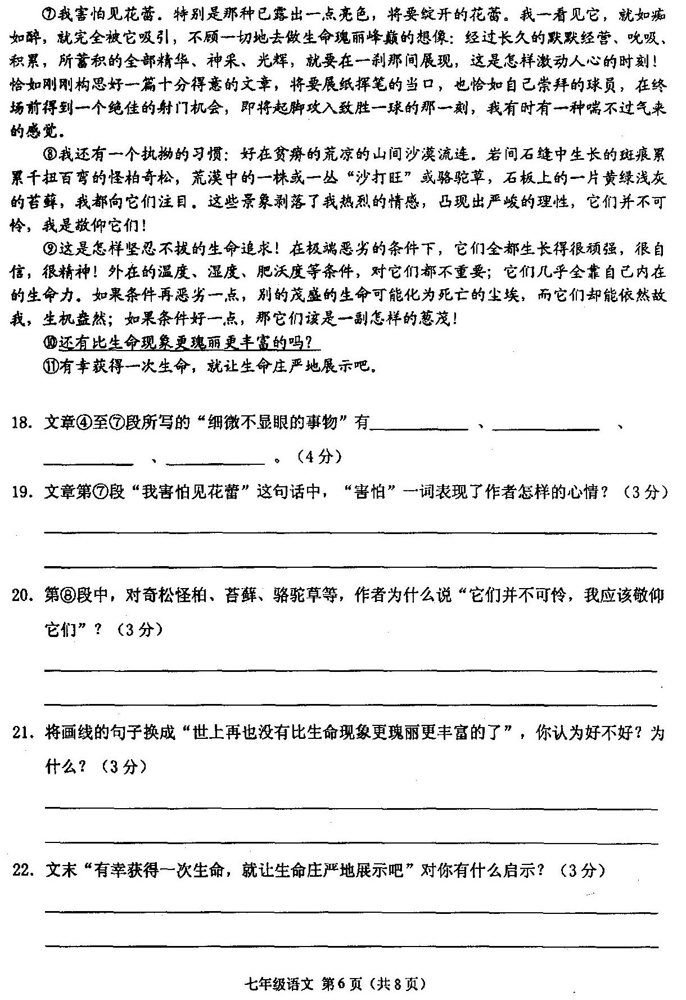 ⑦我害怕见花蕾。特别是那种已露出一点亮色，将要绽开的花蕾。我一看见它，就如痴
如醉，就完全被它吸引，不顾一切地去做生命瑰丽峰巅的想像：经过长久的默默经营、吮吸、
积累，所蓄积的全部精华、神采、光辉，就要在一刹那间展现，这是怎样激动人心的时刻！
恰如刚刚构思好一篇十分得意的文章，将要展纸挥笔的当口，也恰如自己崇拜的球员，在终
场前得到一个绝佳的射门机会，即将起脚攻入致胜一球的那一刻，我有时有一种喘不过气来
的感觉。
⑧我还有一个执拗的习惯：好在贫瘠的荒凉的山间沙漠流连。岩间石缝中生长的斑痕累
累千扭百弯的怪柏奇松，荒漠中的一株或一丛“沙打旺”或骆驼草，石板上的一片黄绿浅灰
的苔藓，我都向它们注目。这些景象剥落了我热烈的情感，凸现出严峻的理性，它们并不可
怜，我是敬仰它们！
⑨这是怎样坚忍不拔的生命追求！在极端恶劣的条件下，它们全都生长得很顽强，很自
信，很精神！外在的温度、湿度、肥沃度等条件，对它们都不重要；它们几乎全靠自己内在
的生命力。如果条件再恶劣一点，别的茂盛的生命可能化为死亡的尘埃，而它们却能依然故
我，生机盎然；如果条件好一点，那它们该是一副怎样的葱茂！
⑩还有比生命现象更瑰丽更丰富的吗？
⑪有幸获得一次生命，就让生命庄严地展示吧。
18. 文章④至⑦段所写的“细微不显眼的事物”有____________、____________、
____________、____________。（4分）
19. 文章第⑦段“我害怕见花蕾”这句话中，“害怕”一词表现了作者怎样的心情？（3分）
20. 第⑧段中，对奇松怪柏、苔藓、骆驼草等，作者为什么说“它们并不可怜，我应该敬仰
它们”？（3分）
21. 将画线的句子换成“世上再也没有比生命现象更瑰丽更丰富的了”，你认为好不好？为
什么？（3分）
22. 文末“有幸获得一次生命，就让生命庄严地展示吧”对你有什么启示？（3分）
七年级语文 第6页（共8页）